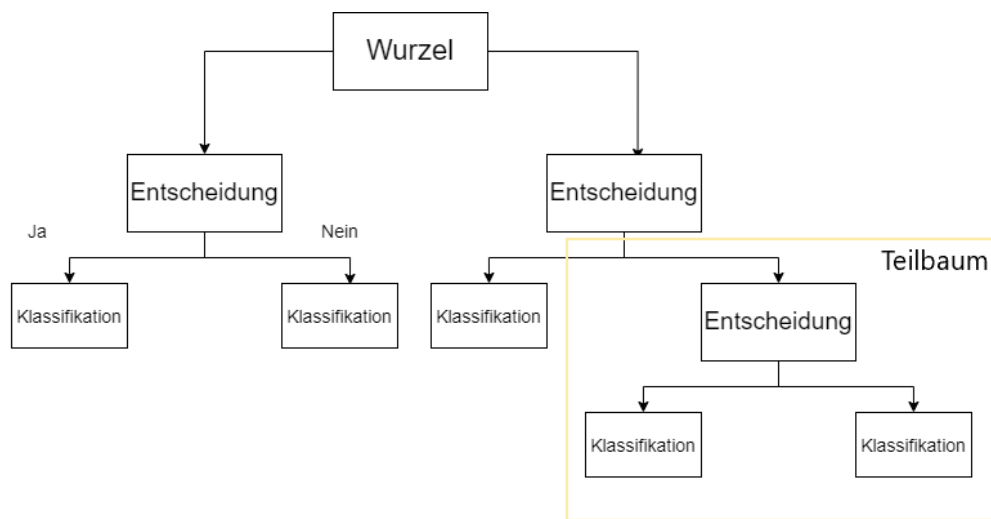 Wurzel
Entscheidung
Entscheidung
Ja
Nein
Teilbaum
Klassifikation
Klassifikation
Klassifikation
Entscheidung
Klassifikation
Klassifikation